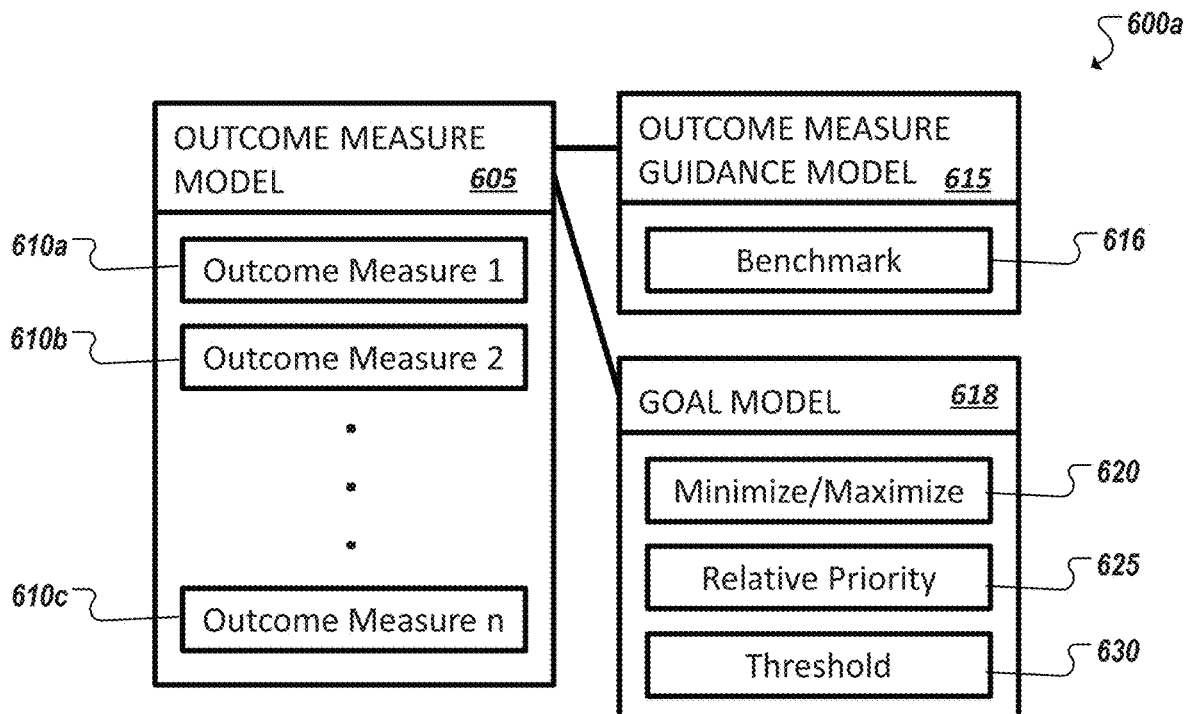 600a
OUTCOME MEASURE
MODEL 605
610a
Outcome Measure 1
610b
Outcome Measure 2
610c
Outcome Measure n
OUTCOME MEASURE
GUIDANCE MODEL 615
Benchmark
616
GOAL MODEL 618
Minimize/Maximize
620
Relative Priority
625
Threshold
630